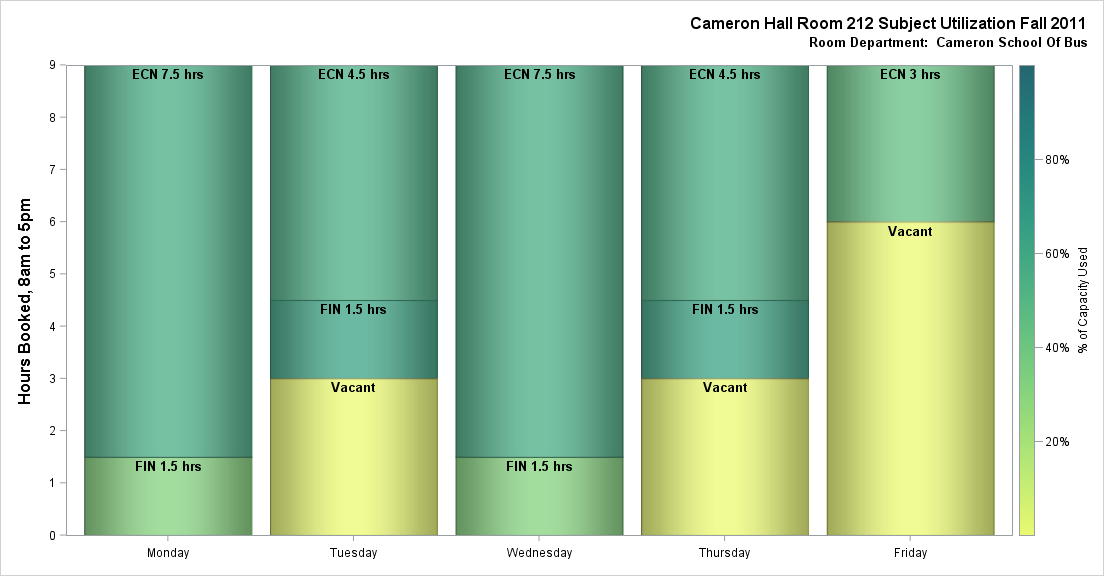 Cameron Hall Room 212 Subject Utilization Fall 2011
Room Department:  Cameron School Of Bus
Hours Booked, 8am to 5pm
9
8
7
6
5
4
3
2
1
0
ECN 7.5 hrs
FIN 1.5 hrs
ECN 4.5 hrs
FIN 1.5 hrs
Vacant
ECN 7.5 hrs
FIN 1.5 hrs
ECN 4.5 hrs
FIN 1.5 hrs
Vacant
ECN 3 hrs
Vacant
Monday
Tuesday
Wednesday
Thursday
Friday
80%
60%
40%
20%
% of Capacity Used